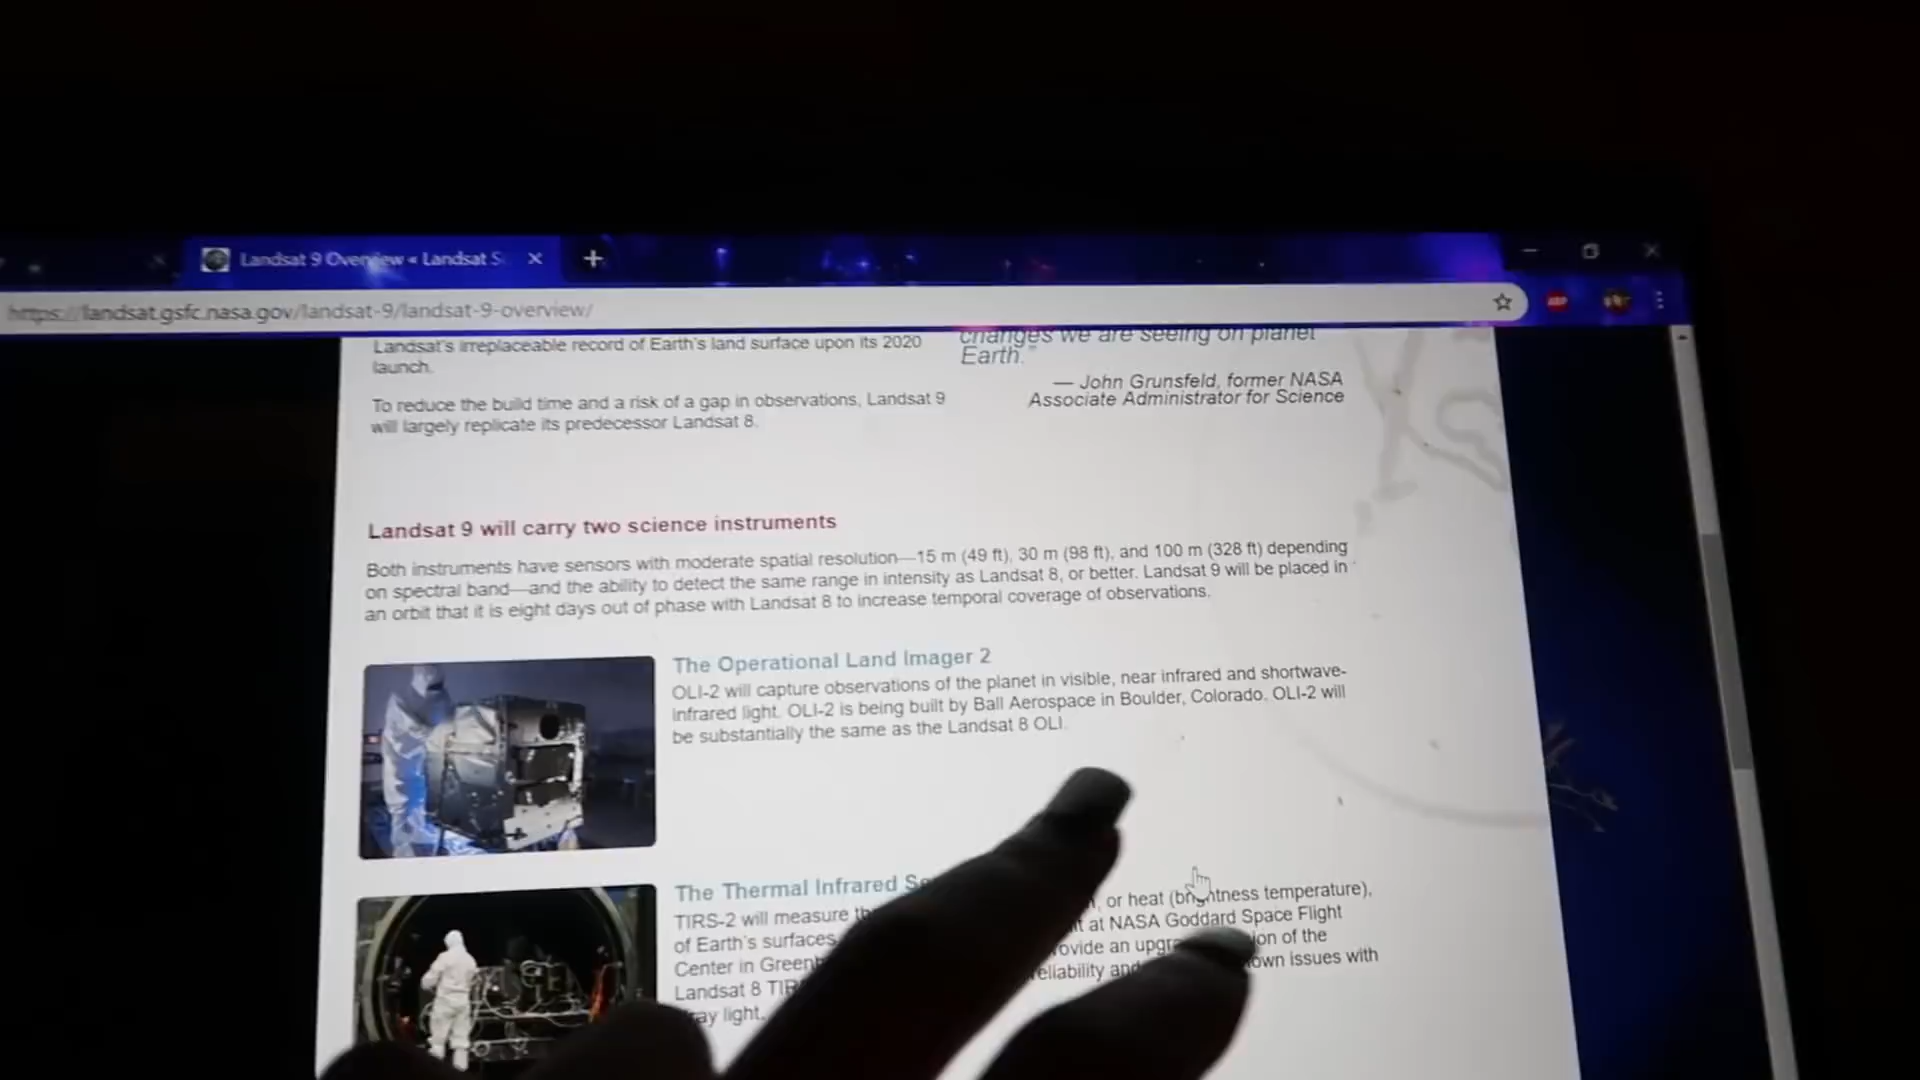 Landsat 9 Overview « Landsat S
https://landsat.gsfc.nasa.gov/landsat-9/landsat-9-overview/
ABP
Landsat's irreplaceable record of Earth's land surface upon its 2020
launch.
To reduce the build time and a risk of a gap in observations, Landsat 9
will largely replicate its predecessor Landsat 8.
changes we are seeing on planet
Earth."
— John Grunsfeld, former NASA
Associate Administrator for Science
Landsat 9 will carry two science instruments
Both instruments have sensors with moderate spatial resolution—15 m (49 ft), 30 m (98 ft), and 100 m (328 ft) depending
on spectral band—and the ability to detect the same range in intensity as Landsat 8, or better. Landsat 9 will be placed in
an orbit that it is eight days out of phase with Landsat 8 to increase temporal coverage of observations.
The Operational Land Imager 2
OLI-2 will capture observations of the planet in visible, near infrared and shortwave-
infrared light. OLI-2 is being built by Ball Aerospace in Boulder, Colorado. OLI-2 will
be substantially the same as the Landsat 8 OLI.
The Thermal Infrared
TIRS-2 will measure or heat (brightness temperature),
of Earth's surfaces at NASA Goddard Space Flight
Center in an of the
Landsat 8 and issues with
light.